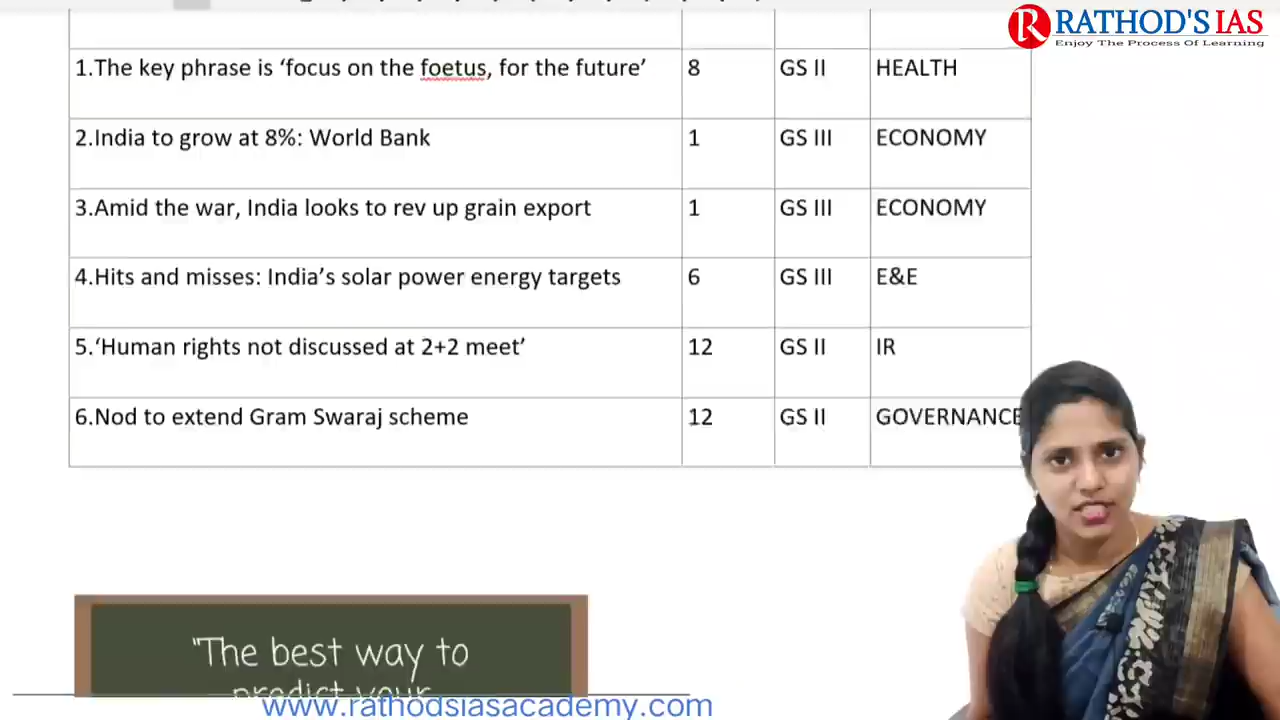 RATHOD'S IAS
Enjoy The Process Of Learning
1.The key phrase is ‘focus on the foetus, for the future’ 8 GS II HEALTH
2.India to grow at 8%: World Bank 1 GS III ECONOMY
3.Amid the war, India looks to rev up grain export 1 GS III ECONOMY
4.Hits and misses: India’s solar power energy targets 6 GS III E&E
5.‘Human rights not discussed at 2+2 meet’ 12 GS II IR
6.Nod to extend Gram Swaraj scheme 12 GS II GOVERNANCE
"The best way to
predict your
www.rathodsiasacademy.com